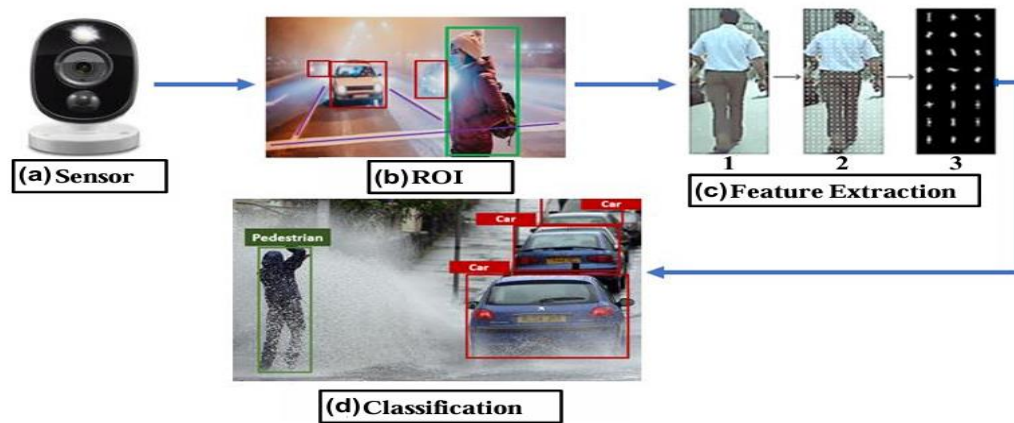 1 2 3
(a) Sensor
(b) ROI
(c) Feature Extraction
Car
Car
Pedestrian
Car
(d) Classification